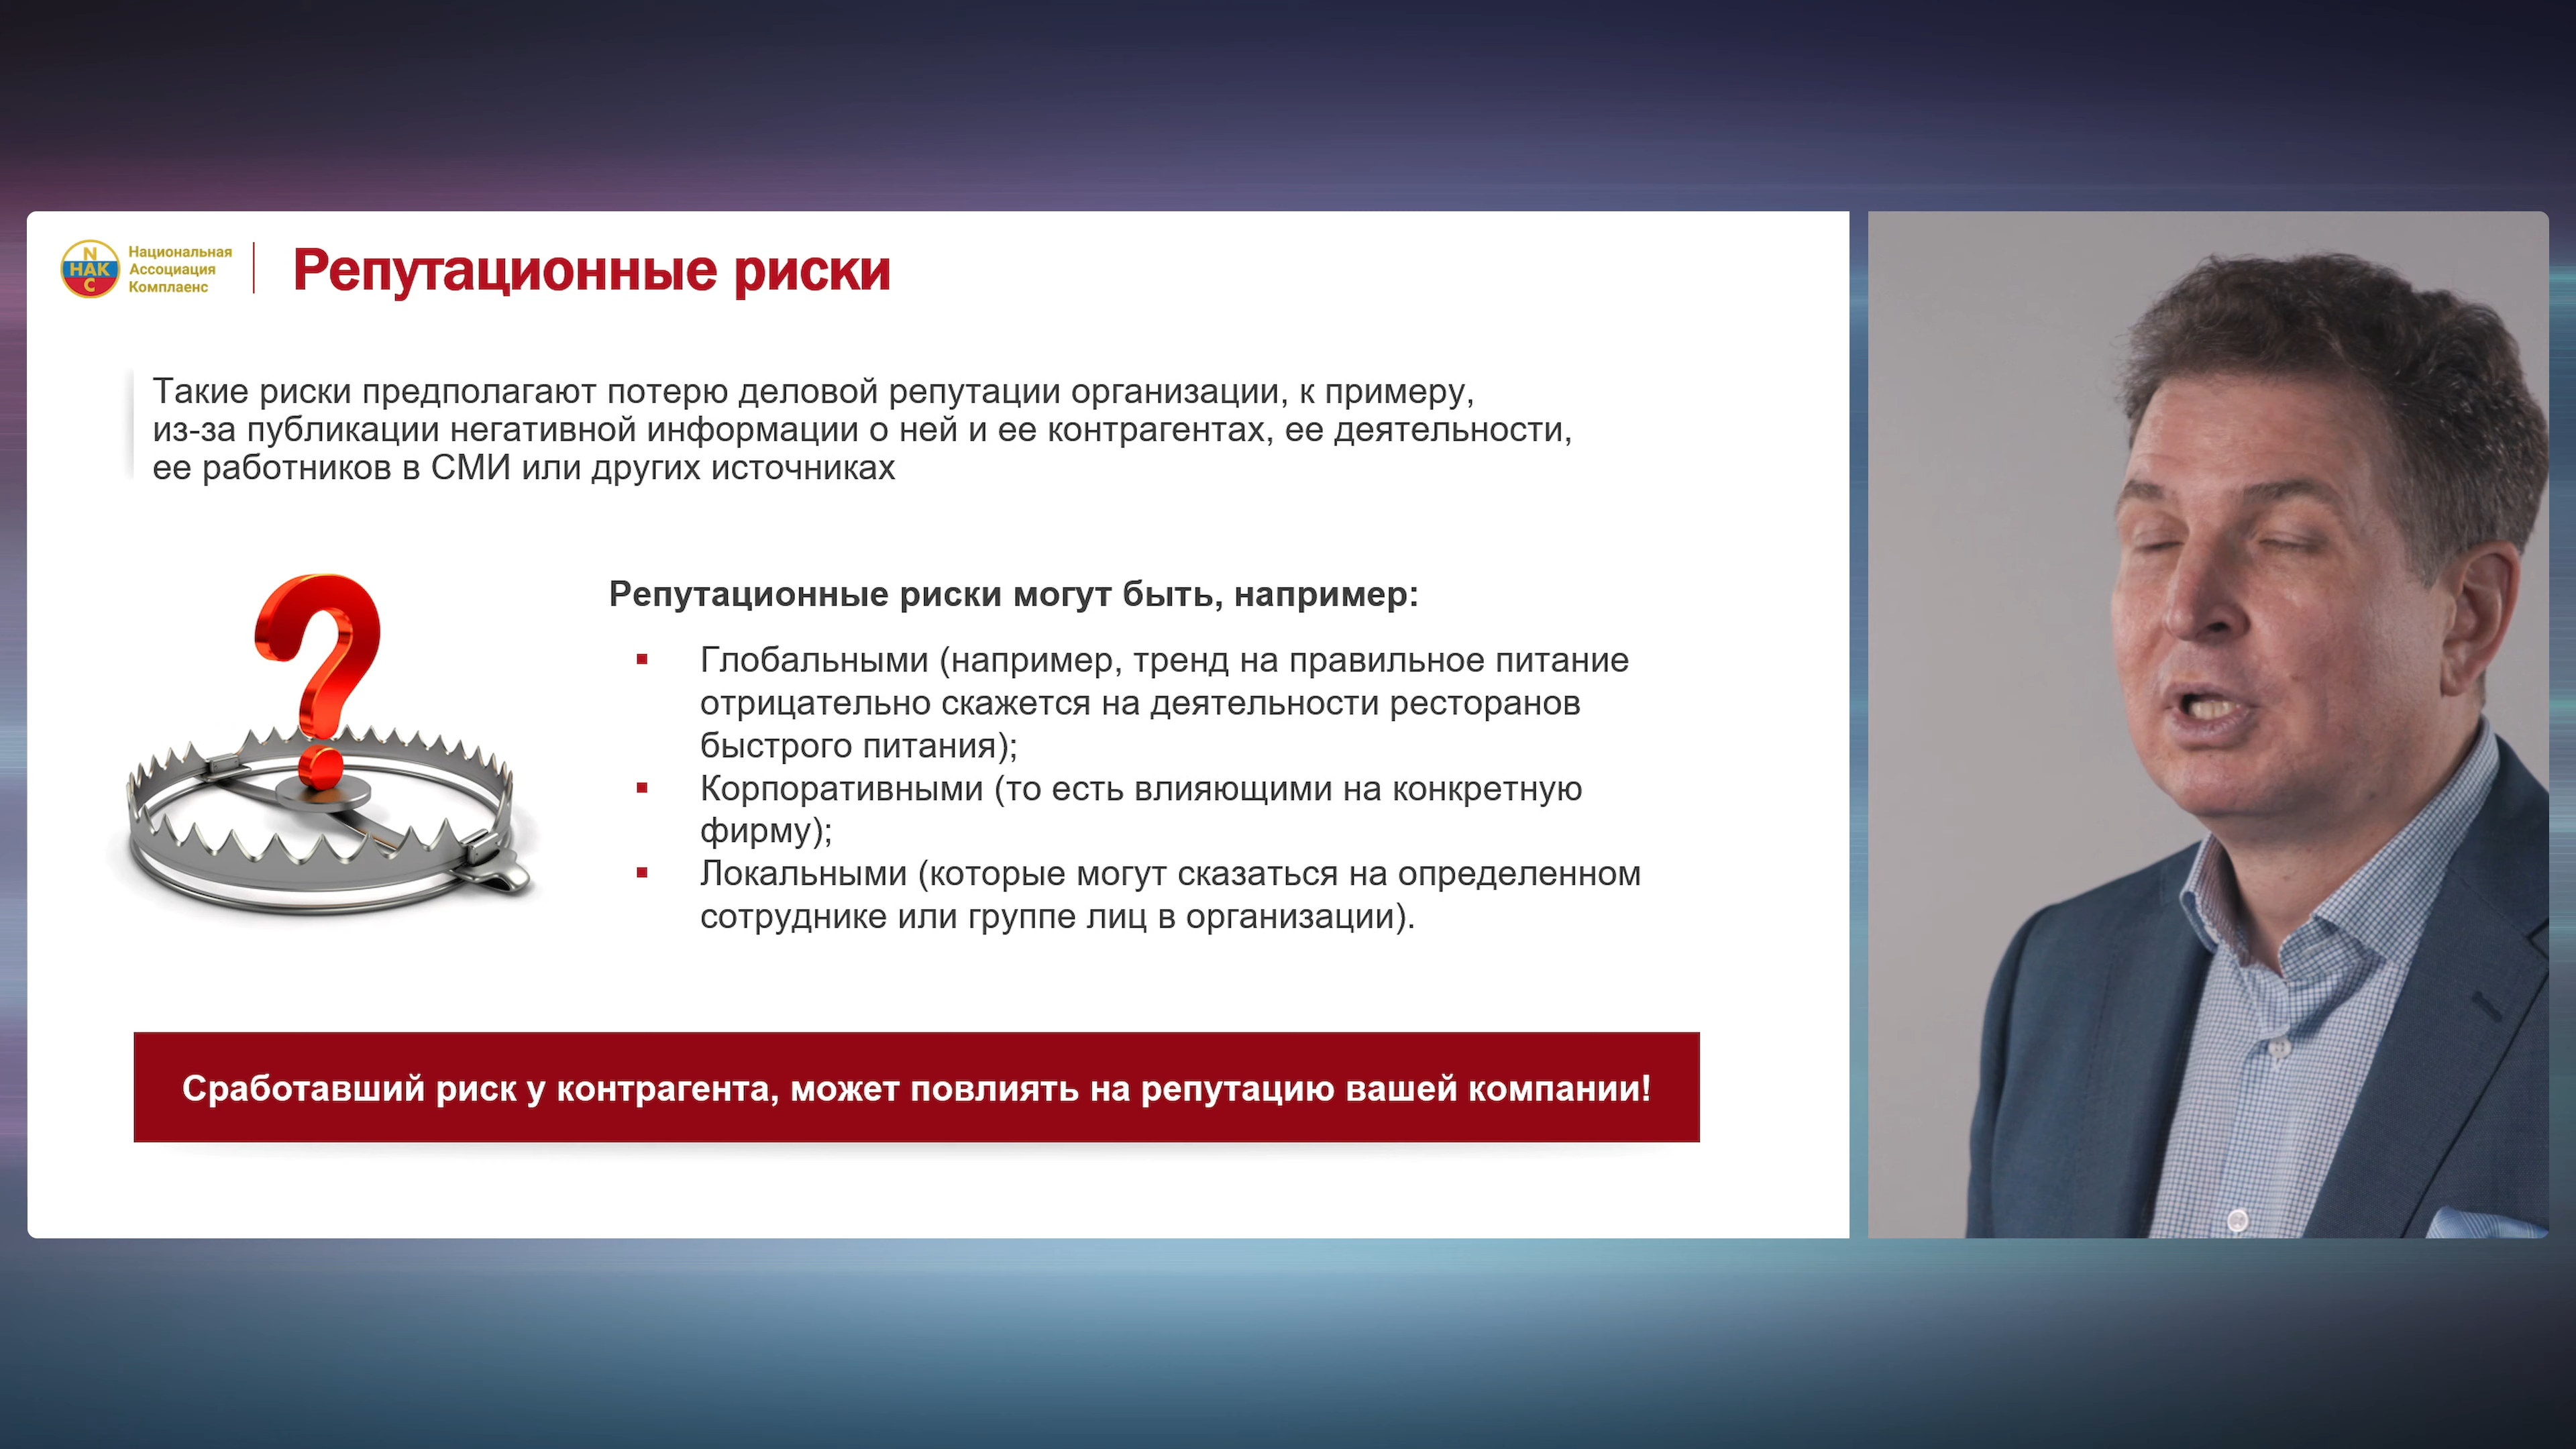 N
НАК
C
Национальная
Ассоциация
Комплаенс
Репутационные риски
Такие риски предполагают потерю деловой репутации организации, к примеру,
из-за публикации негативной информации о ней и ее контрагентах, ее деятельности,
ее работников в СМИ или других источниках
?
Репутационные риски могут быть, например:
▪ Глобальными (например, тренд на правильное питание
отрицательно скажется на деятельности ресторанов
быстрого питания);
▪ Корпоративными (то есть влияющими на конкретную
фирму);
▪ Локальными (которые могут сказаться на определенном
сотруднике или группе лиц в организации).
Сработавший риск у контрагента, может повлиять на репутацию вашей компании!